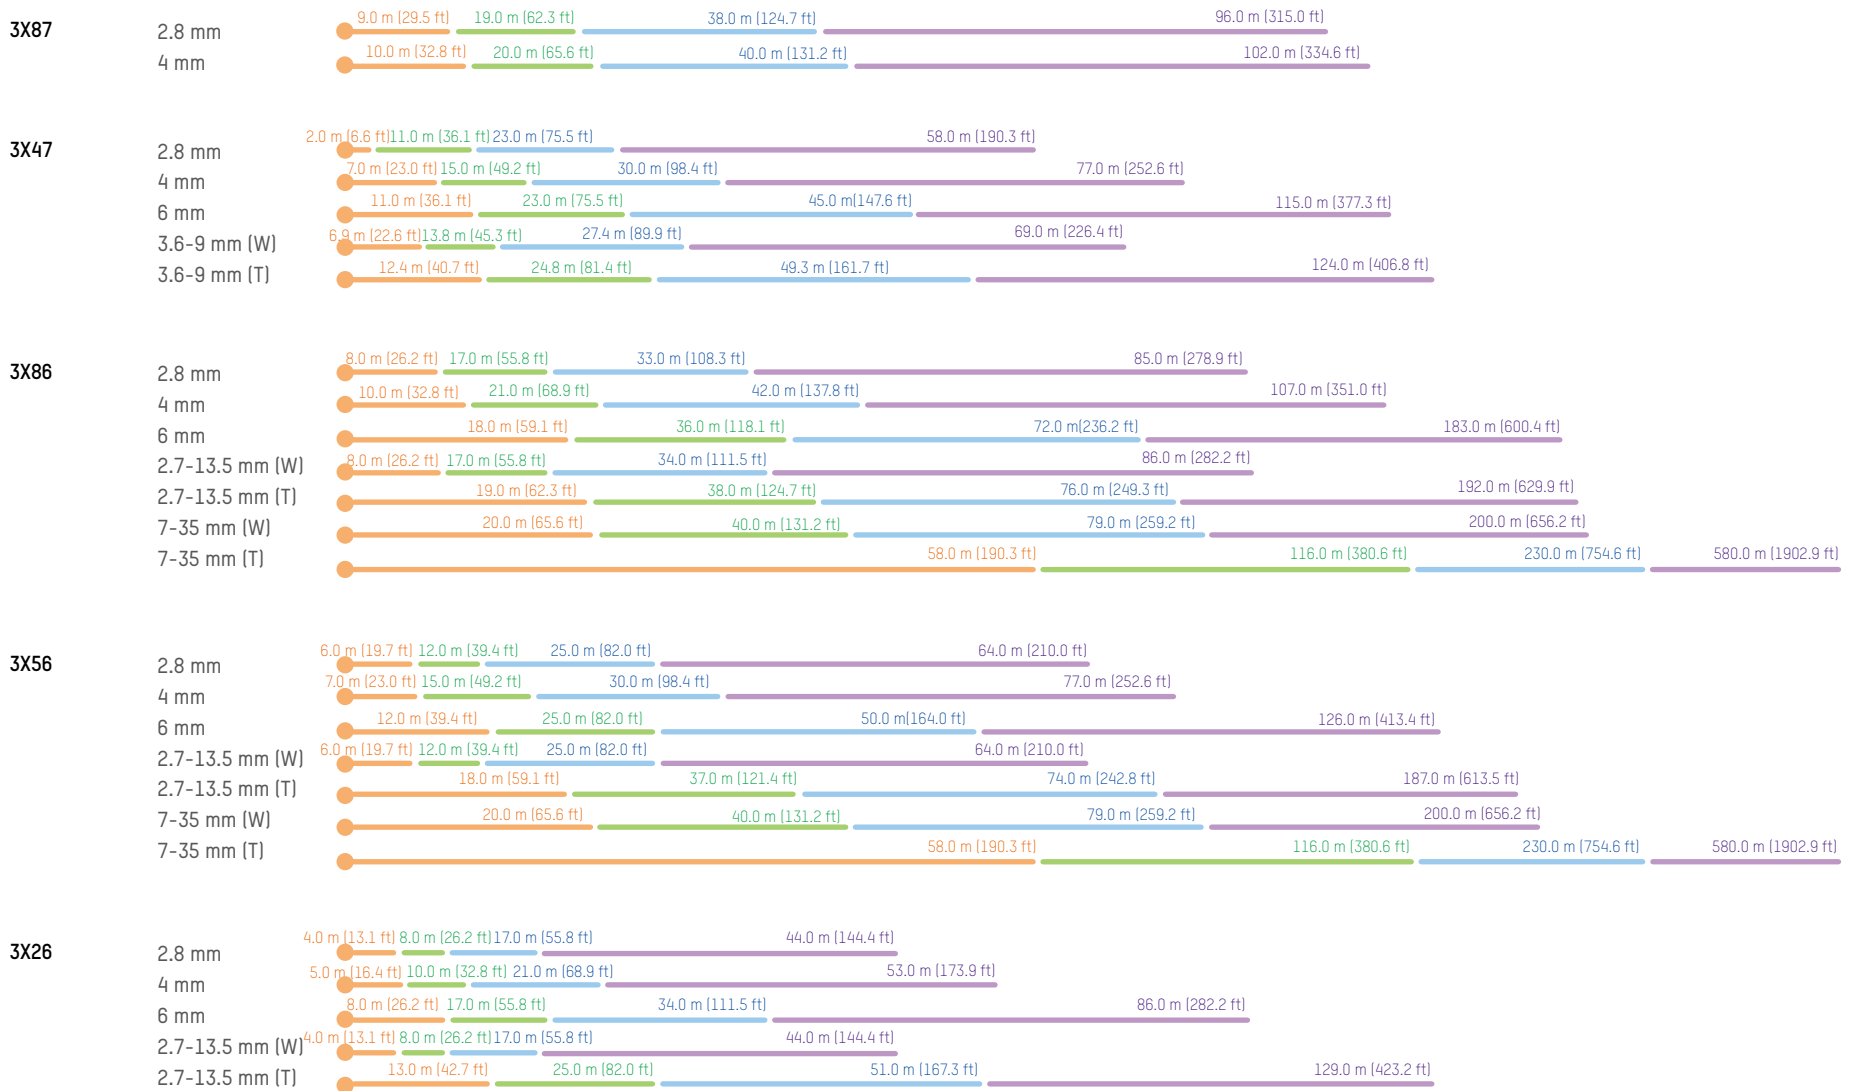 3X87 2.8 mm 9.0 m (29.5 ft) 19.0 m (62.3 ft) 38.0 m (124.7 ft) 96.0 m (315.0 ft)
4 mm 10.0 m (32.8 ft) 20.0 m (65.6 ft) 40.0 m (131.2 ft) 102.0 m (334.6 ft)
3X47 2.8 mm 2.0 m (6.6 ft) 11.0 m (36.1 ft) 23.0 m (75.5 ft) 58.0 m (190.3 ft)
4 mm 7.0 m (23.0 ft) 15.0 m (49.2 ft) 30.0 m (98.4 ft) 77.0 m (252.6 ft)
6 mm 11.0 m (36.1 ft) 23.0 m (75.5 ft) 45.0 m(147.6 ft) 115.0 m (377.3 ft)
3.6-9 mm (W) 6.9 m (22.6 ft) 13.8 m (45.3 ft) 27.4 m (89.9 ft) 69.0 m (226.4 ft)
3.6-9 mm (T) 12.4 m (40.7 ft) 24.8 m (81.4 ft) 49.3 m (161.7 ft) 124.0 m (406.8 ft)
3X86 2.8 mm 8.0 m (26.2 ft) 17.0 m (55.8 ft) 33.0 m (108.3 ft) 85.0 m (278.9 ft)
4 mm 10.0 m (32.8 ft) 21.0 m (68.9 ft) 42.0 m (137.8 ft) 107.0 m (351.0 ft)
6 mm 18.0 m (59.1 ft) 36.0 m (118.1 ft) 72.0 m(236.2 ft) 183.0 m (600.4 ft)
2.7-13.5 mm (W) 8.0 m (26.2 ft) 17.0 m (55.8 ft) 34.0 m (111.5 ft) 86.0 m (282.2 ft)
2.7-13.5 mm (T) 19.0 m (62.3 ft) 38.0 m (124.7 ft) 76.0 m (249.3 ft) 192.0 m (629.9 ft)
7-35 mm (W) 20.0 m (65.6 ft) 40.0 m (131.2 ft) 79.0 m (259.2 ft) 200.0 m (656.2 ft)
7-35 mm (T) 58.0 m (190.3 ft) 116.0 m (380.6 ft) 230.0 m (754.6 ft) 580.0 m (1902.9 ft)
3X56 2.8 mm 6.0 m (19.7 ft) 12.0 m (39.4 ft) 25.0 m (82.0 ft) 64.0 m (210.0 ft)
4 mm 7.0 m (23.0 ft) 15.0 m (49.2 ft) 30.0 m (98.4 ft) 77.0 m (252.6 ft)
6 mm 12.0 m (39.4 ft) 25.0 m (82.0 ft) 50.0 m(164.0 ft) 126.0 m (413.4 ft)
2.7-13.5 mm (W) 6.0 m (19.7 ft) 12.0 m (39.4 ft) 25.0 m (82.0 ft) 64.0 m (210.0 ft)
2.7-13.5 mm (T) 18.0 m (59.1 ft) 37.0 m (121.4 ft) 74.0 m (242.8 ft) 187.0 m (613.5 ft)
7-35 mm (W) 20.0 m (65.6 ft) 40.0 m (131.2 ft) 79.0 m (259.2 ft) 200.0 m (656.2 ft)
7-35 mm (T) 58.0 m (190.3 ft) 116.0 m (380.6 ft) 230.0 m (754.6 ft) 580.0 m (1902.9 ft)
3X26 2.8 mm 4.0 m (13.1 ft) 8.0 m (26.2 ft) 17.0 m (55.8 ft) 44.0 m (144.4 ft)
4 mm 5.0 m (16.4 ft) 10.0 m (32.8 ft) 21.0 m (68.9 ft) 53.0 m (173.9 ft)
6 mm 8.0 m (26.2 ft) 17.0 m (55.8 ft) 34.0 m (111.5 ft) 86.0 m (282.2 ft)
2.7-13.5 mm (W) 4.0 m (13.1 ft) 8.0 m (26.2 ft) 17.0 m (55.8 ft) 44.0 m (144.4 ft)
2.7-13.5 mm (T) 13.0 m (42.7 ft) 25.0 m (82.0 ft) 51.0 m (167.3 ft) 129.0 m (423.2 ft)